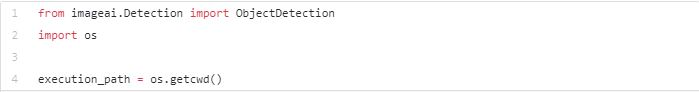 1 from imageai.Detection import ObjectDetection
2 import os
3
4 execution_path = os.getcwd()